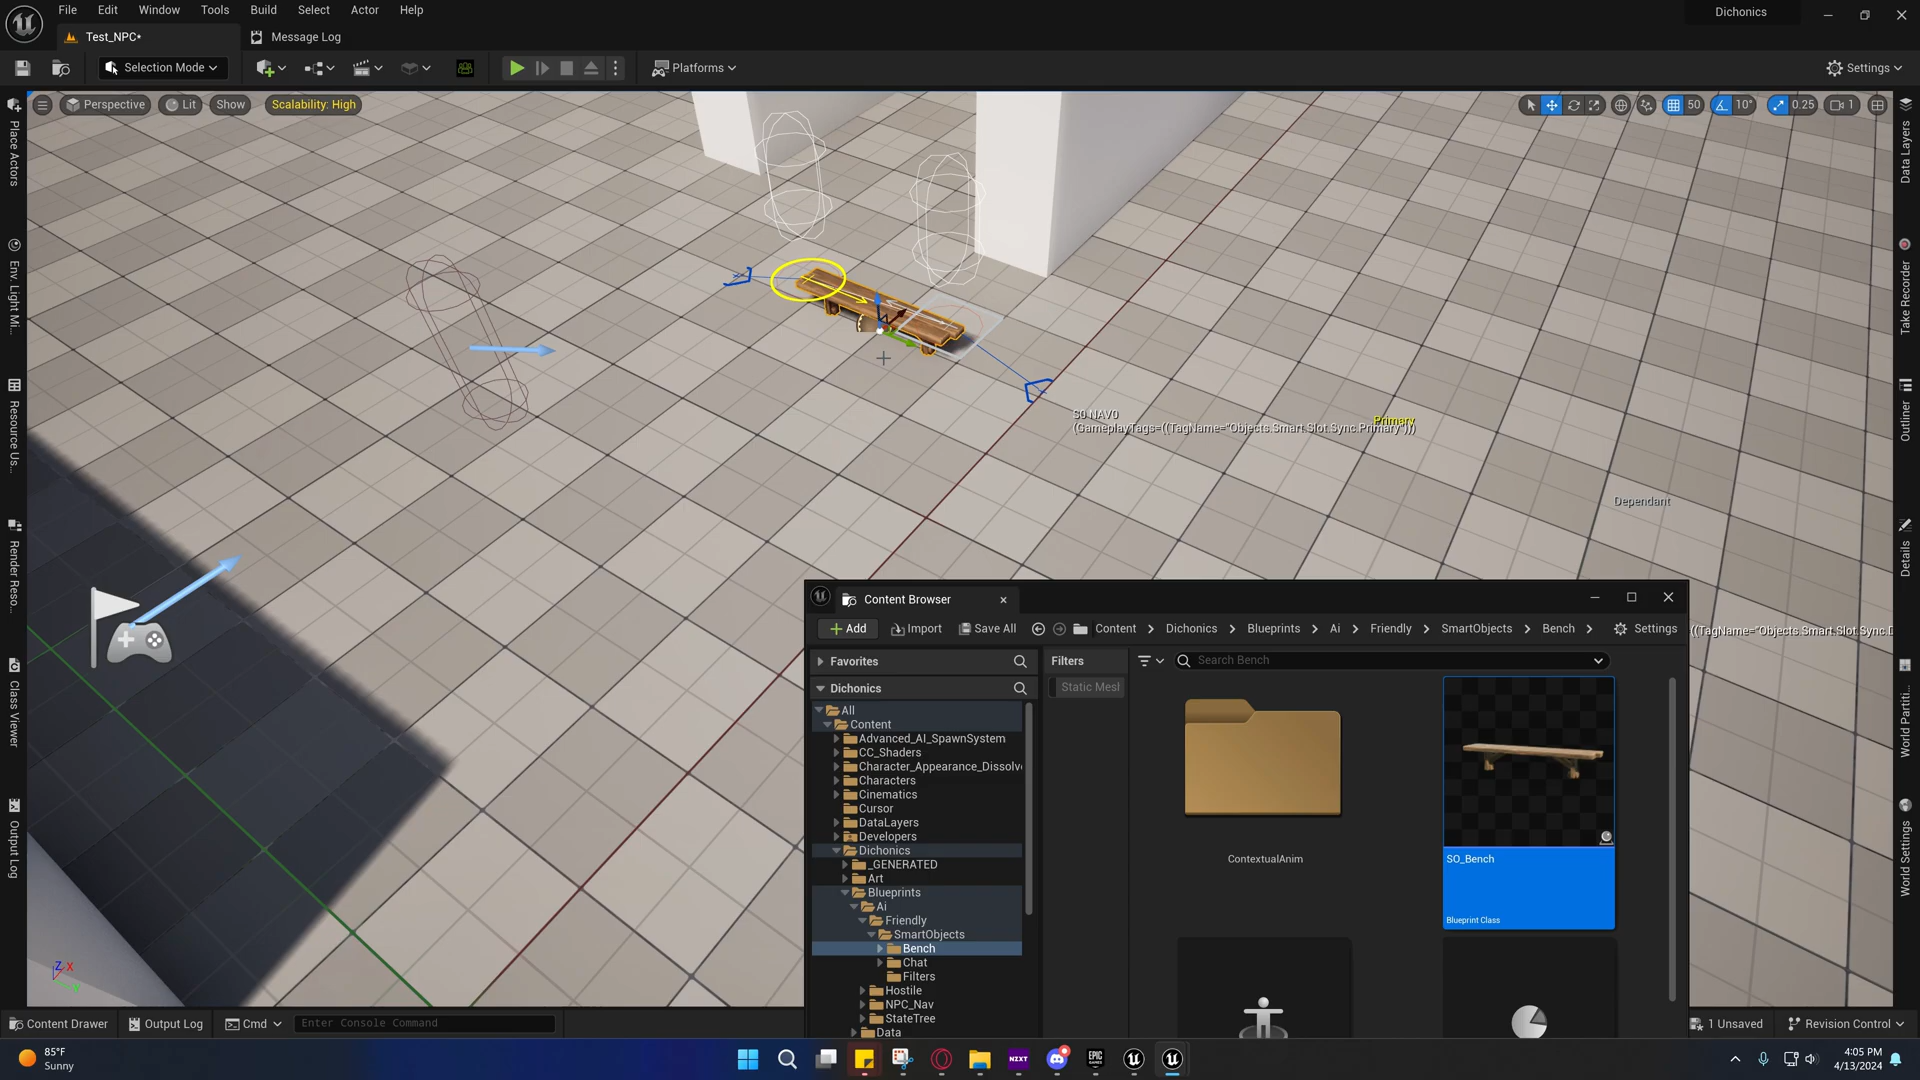 File Edit Window Tools Build Select Actor Help
Dichonics
Test_NPC*
Message Log
Selection Mode
Platforms
Settings
Perspective
Lit
Show
Scalability: High
50
10°
0.25
1
Place Actors
Env. Light Mi...
Resource Us...
Render Reso...
Class Viewer
Output Log
Data Layers
Take Recorder
Outliner
Details
World Partiti...
World Settings
S0 NAV0
Primary
(GameplayTags=((TagName="Objects.Smart.Slot.Sync.Primary")))
Dependant
((TagName="Objects.Smart.Slot.Sync.D
Z X
Y
Content Browser
Add
Import
Save All
Content
Dichonics
Blueprints
Ai
Friendly
SmartObjects
Bench
Settings
Favorites
Dichonics
All
Content
Advanced_AI_SpawnSystem
CC_Shaders
Character_Appearance_Dissolv
Characters
Cinematics
Cursor
DataLayers
Developers
Dichonics
_GENERATED
Art
Blueprints
Ai
Friendly
SmartObjects
Bench
Chat
Filters
Hostile
NPC_Nav
StateTree
Data
Filters
Static Mesl
Search Bench
ContextualAnim
SO_Bench
Blueprint Class
Content Drawer
Output Log
Cmd
Enter Console Command
1 Unsaved
Revision Control
85°F
Sunny
NZXT
EPIC
GAMES
4:05 PM
4/13/2024